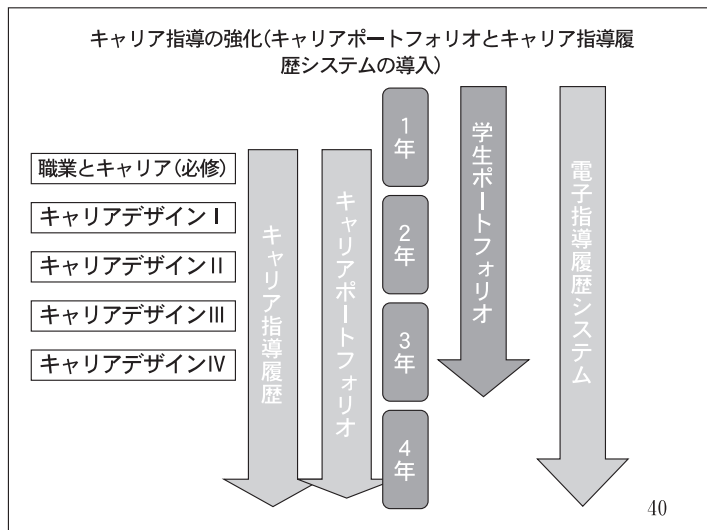 キャリア指導の強化(キャリアポートフォリオとキャリア指導履
歴システムの導入)
職業とキャリア(必修)
キャリアデザインⅠ
キャリアデザインⅡ
キャリアデザインⅢ
キャリアデザインⅣ
キャリア指導履歴
キャリアポートフォリオ
1年
2年
3年
4年
学生ポートフォリオ
電子指導履歴システム
40